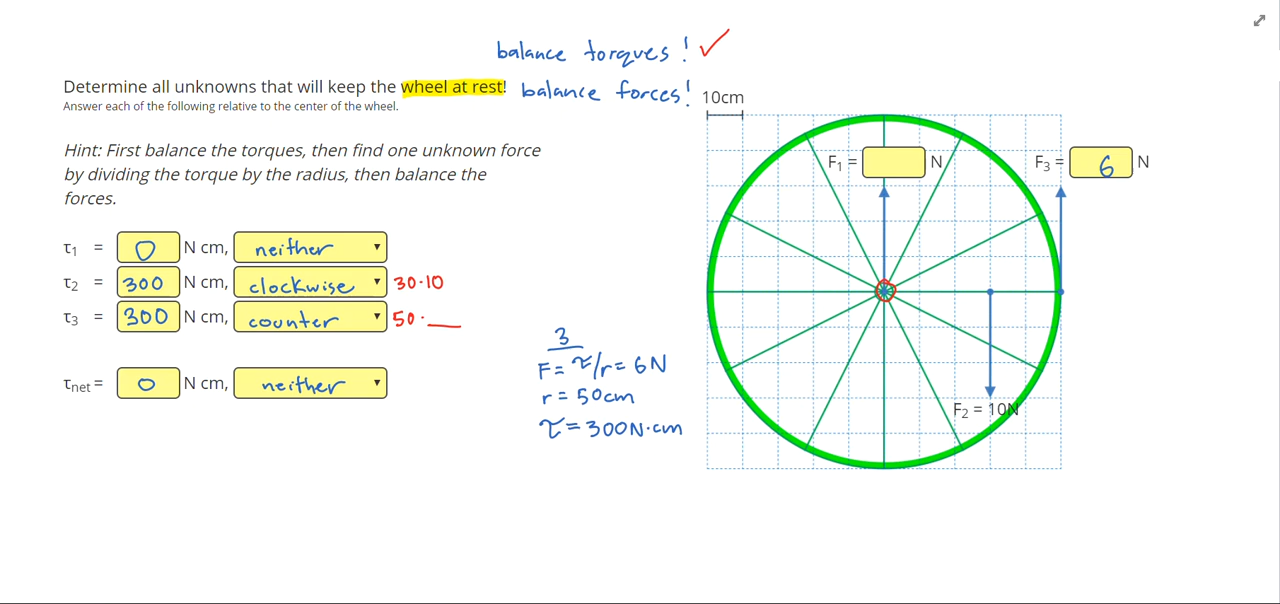 balance torques! ✓
Determine all unknowns that will keep the wheel at rest! balance forces!
Answer each of the following relative to the center of the wheel.
10cm
Hint: First balance the torques, then find one unknown force
by dividing the torque by the radius, then balance the
forces.
F₁ = N
F₃ = 6 N
τ₁ = 0 N cm, neither
τ₂ = 300 N cm, clockwise 30·10
τ₃ = 300 N cm, counter 50·__
τnet = 0 N cm, neither
3
F = τ/r = 6N
r = 50cm
τ = 300N·cm
F₂ = 10N